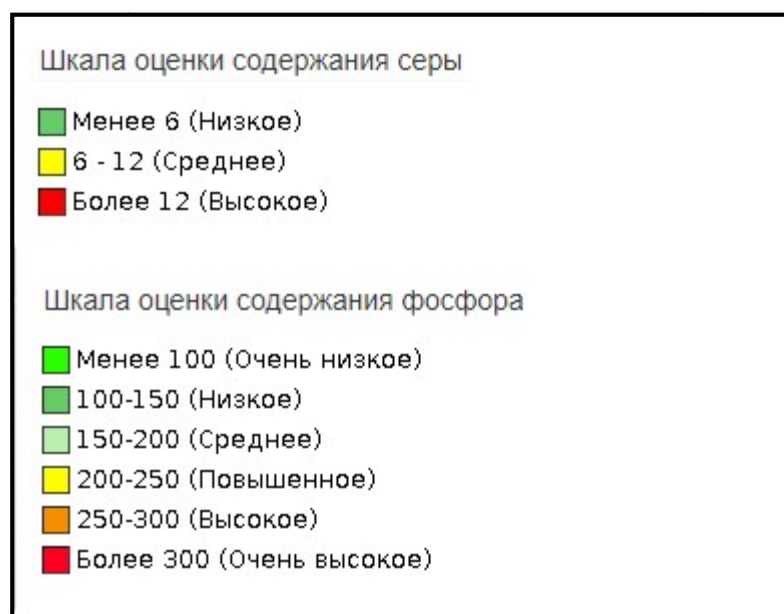 Шкала оценки содержания серы
Менее 6 (Низкое)
6 - 12 (Среднее)
Более 12 (Высокое)
Шкала оценки содержания фосфора
Менее 100 (Очень низкое)
100-150 (Низкое)
150-200 (Среднее)
200-250 (Повышенное)
250-300 (Высокое)
Более 300 (Очень высокое)